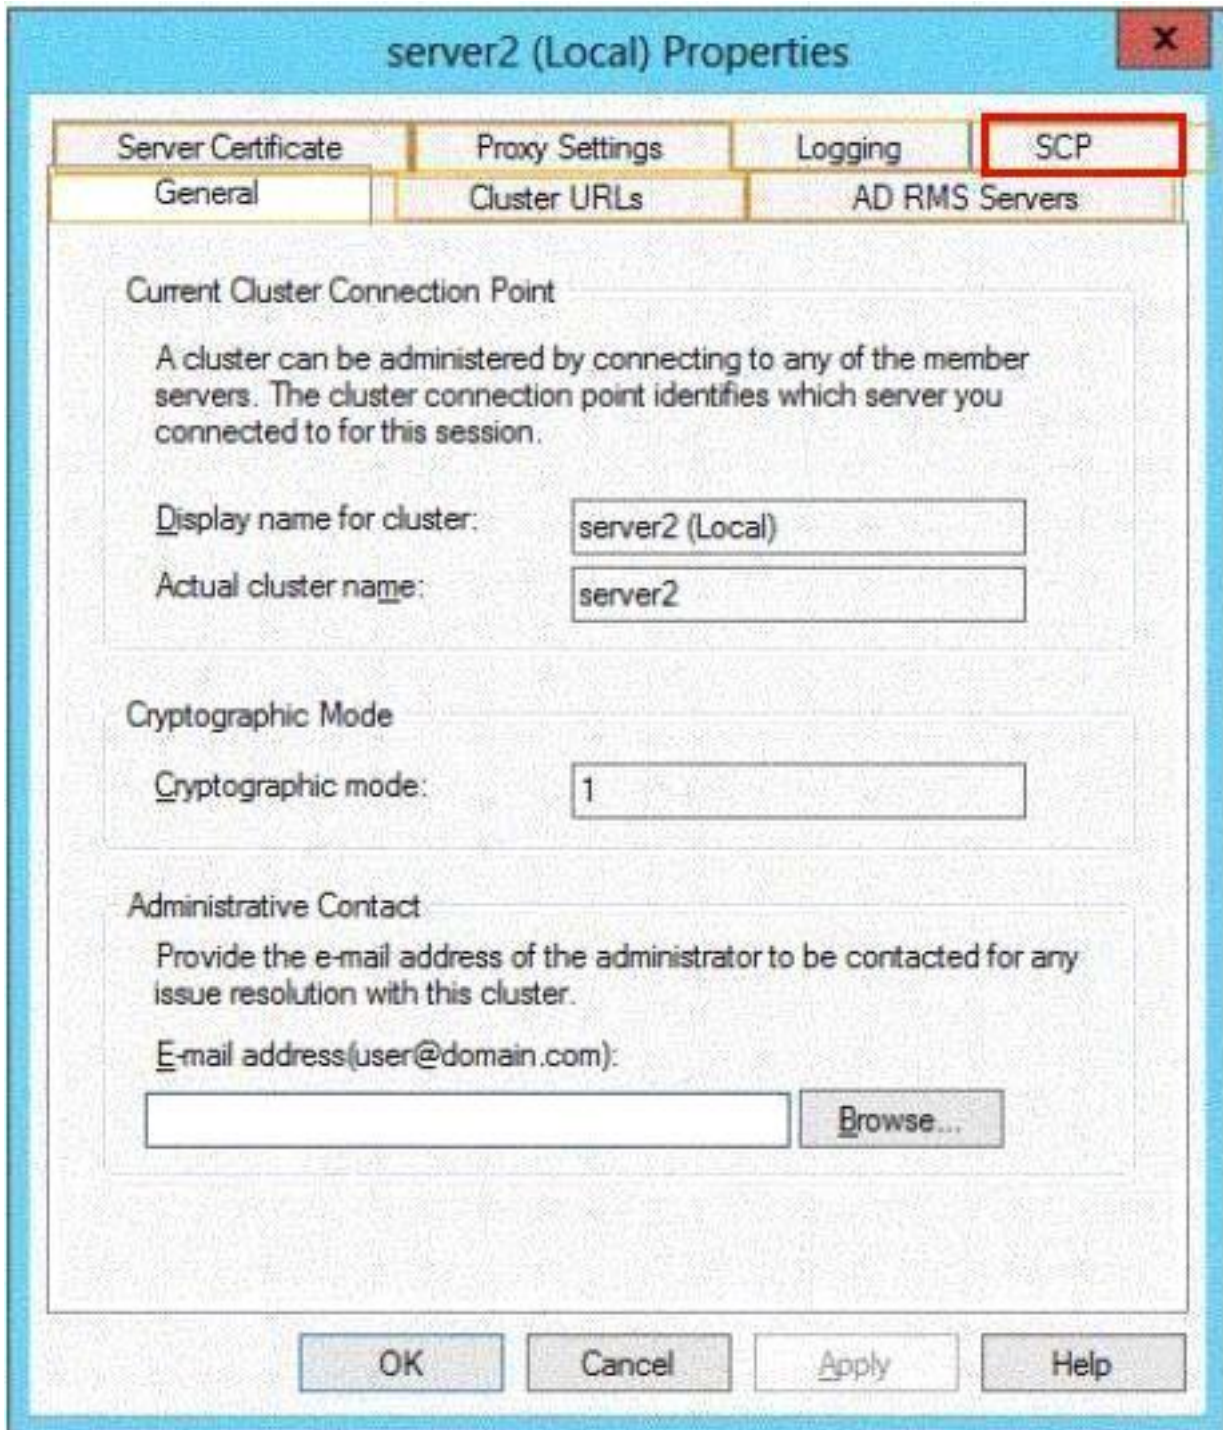 server2 (Local) Properties
x
Server Certificate
Proxy Settings
Logging
SCP
General
Cluster URLs
AD RMS Servers
Current Cluster Connection Point
A cluster can be administered by connecting to any of the member
servers. The cluster connection point identifies which server you
connected to for this session.
Display name for cluster:
server2 (Local)
Actual cluster name:
server2
Cryptographic Mode
Cryptographic mode:
1
Administrative Contact
Provide the e-mail address of the administrator to be contacted for any
issue resolution with this cluster.
E-mail address(user@domain.com):
Browse...
OK
Cancel
Apply
Help